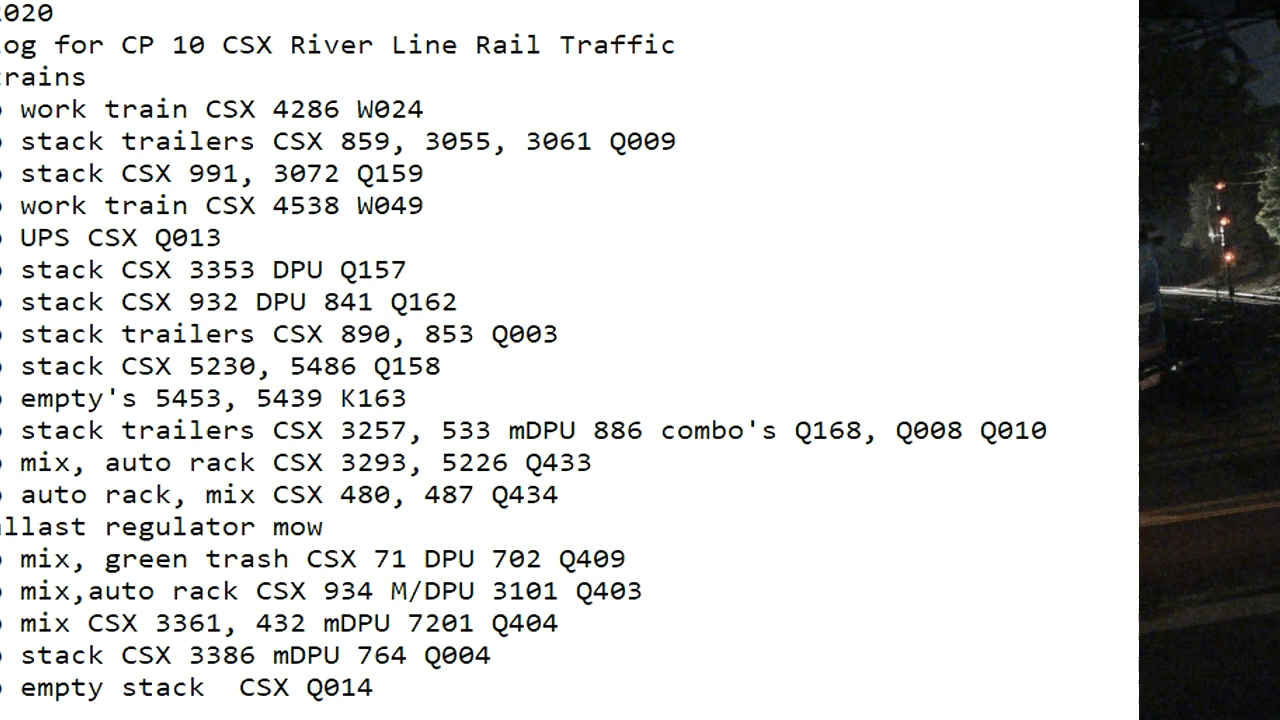 2020
og for CP 10 CSX River Line Rail Traffic
trains
work train CSX 4286 W024
stack trailers CSX 859, 3055, 3061 Q009
stack CSX 991, 3072 Q159
work train CSX 4538 W049
UPS CSX Q013
stack CSX 3353 DPU Q157
stack CSX 932 DPU 841 Q162
stack trailers CSX 890, 853 Q003
stack CSX 5230, 5486 Q158
empty's 5453, 5439 K163
stack trailers CSX 3257, 533 mDPU 886 combo's Q168, Q008 Q010
mix, auto rack CSX 3293, 5226 Q433
auto rack, mix CSX 480, 487 Q434
allast regulator mow
mix, green trash CSX 71 DPU 702 Q409
mix,auto rack CSX 934 M/DPU 3101 Q403
mix CSX 3361, 432 mDPU 7201 Q404
stack CSX 3386 mDPU 764 Q004
empty stack  CSX Q014